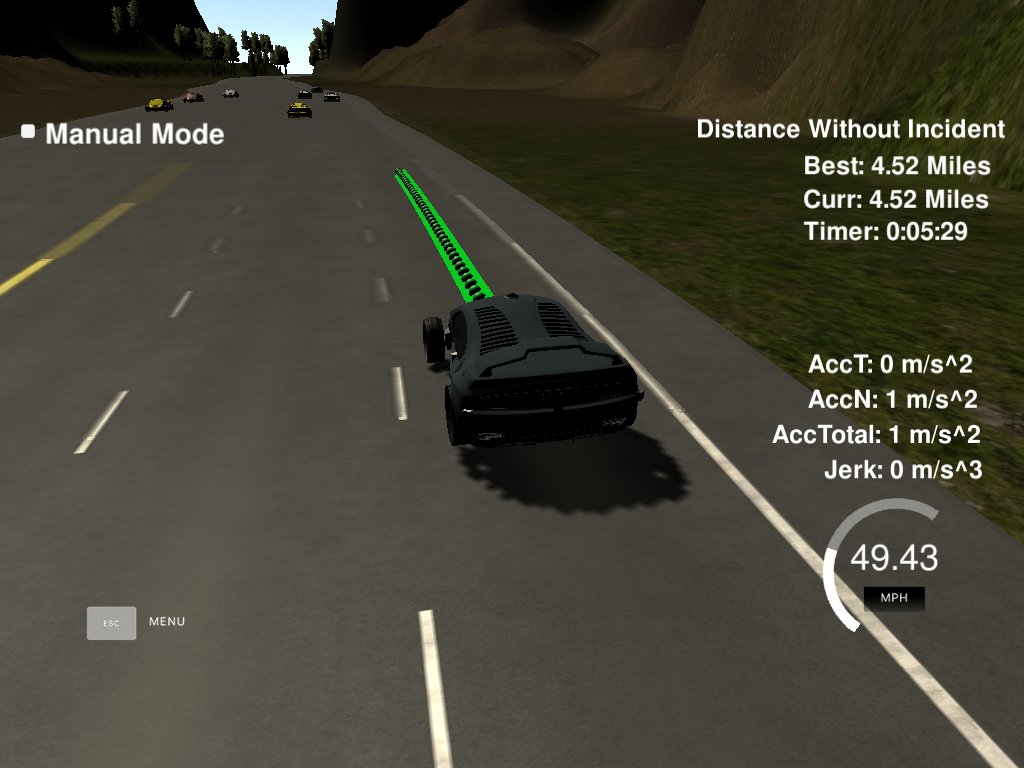 Manual Mode
Distance Without Incident
Best: 4.52 Miles
Curr: 4.52 Miles
Timer: 0:05:29
AccT: 0 m/s^2
AccN: 1 m/s^2
AccTotal: 1 m/s^2
Jerk: 0 m/s^3
49.43
MPH
ESC MENU